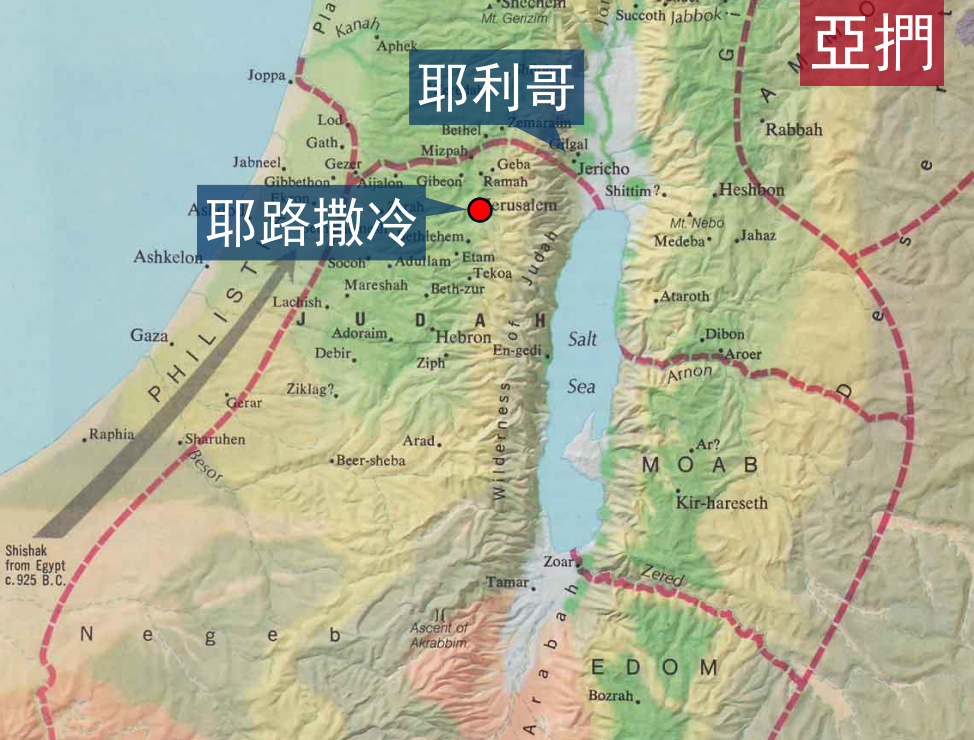 Shechem
Mt. Gerizim
Succoth
Jabbok
Kanah
Aphek
亞捫
Joppa
耶利哥
Rabbah
Lod
Bethel
Zemaraim
Gath
Mizpah
Gilgal
Jabneel
Gezer
Geba
Jericho
Gibbethon
Aijalon
Gibeon
Ramah
Shittim?
Heshbon
耶路撒冷
Jerusalem
Mt. Nebo
Bethlehem
Medeba
Jahaz
Ashkelon
Socoh
Adullam
Etam
Tekoa
Mareshah
Beth-zur
Lachish
Ataroth
PHILIST
JUDAH
Gaza
Adoraim
Hebron
Salt
Sea
Dibon
Debir
Ziph
En-gedi
Aroer
Arnon
Ziklag?
Gerar
Wilderness of Judah
Raphia
Sharuhen
Arad
Ar?
Besor
Beer-sheba
MOAB
Kir-hareseth
Shishak
from Egypt
c.925 B.C.
Zoar
Zered
Tamar
Negeb
Ascent of
Akrabbim
Arabah
EDOM
Bozrah